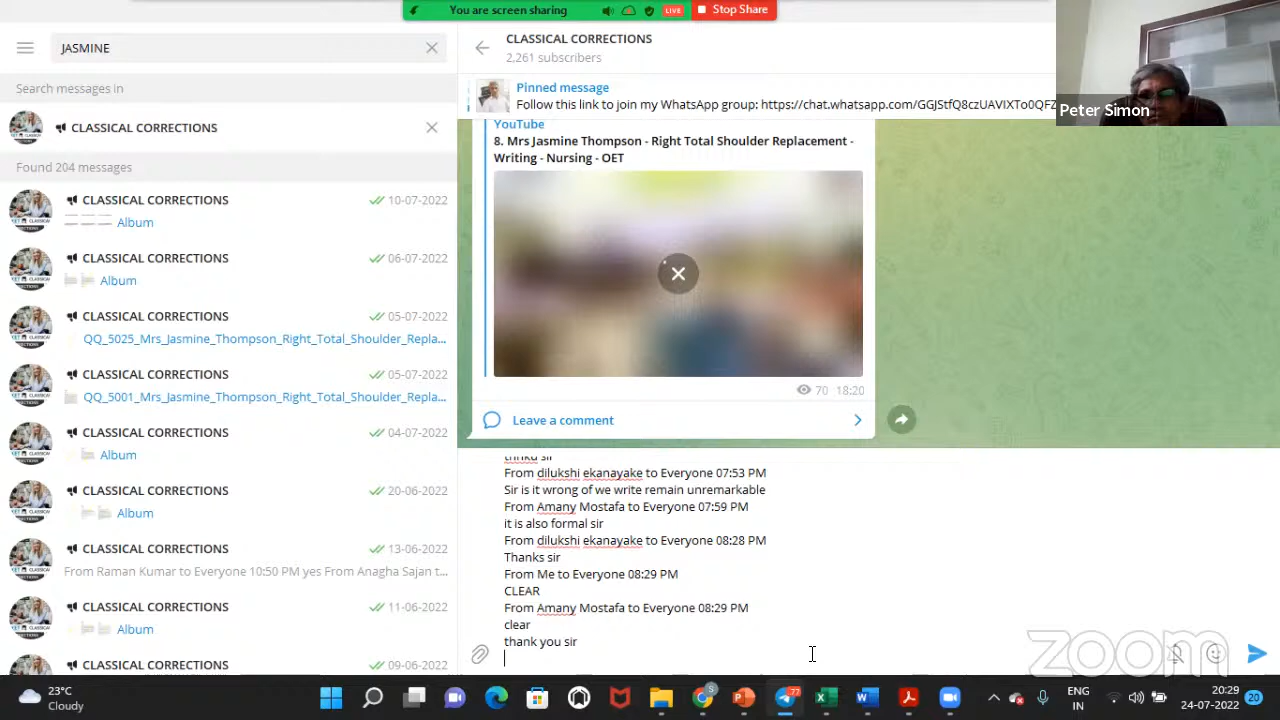 You are screen sharing
LIVE
Stop Share
JASMINE
Search messages in
CLASSICAL CORRECTIONS
Found 204 messages
CLASSICAL CORRECTIONS 10-07-2022
Album
CLASSICAL CORRECTIONS 06-07-2022
Album
CLASSICAL CORRECTIONS 05-07-2022
QQ_5025_Mrs_Jasmine_Thompson_Right_Total_Shoulder_Repla...
CLASSICAL CORRECTIONS 05-07-2022
QQ_5001_Mrs_Jasmine_Thompson_Right_Total_Shoulder_Repla...
CLASSICAL CORRECTIONS 04-07-2022
Album
CLASSICAL CORRECTIONS 20-06-2022
Album
CLASSICAL CORRECTIONS 13-06-2022
From Raman Kumar to Everyone 10:50 PM yes From Anagha Sajan t...
CLASSICAL CORRECTIONS 11-06-2022
Album
CLASSICAL CORRECTIONS 09-06-2022
CLASSICAL CORRECTIONS
2,261 subscribers
Pinned message
Follow this link to join my WhatsApp group: https://chat.whatsapp.com/GGJStfQ8czUAVIXTo0QFZ
Peter Simon
YouTube
8. Mrs Jasmine Thompson - Right Total Shoulder Replacement -
Writing - Nursing - OET
70 18:20
Leave a comment
From dilukshi ekanayake to Everyone 07:53 PM
Sir is it wrong of we write remain unremarkable
From Amany Mostafa to Everyone 07:59 PM
it is also formal sir
From dilukshi ekanayake to Everyone 08:28 PM
Thanks sir
From Me to Everyone 08:29 PM
CLEAR
From Amany Mostafa to Everyone 08:29 PM
clear
thank you sir
zoom
23°C
Cloudy
77
ENG
IN
20:29
24-07-2022
20